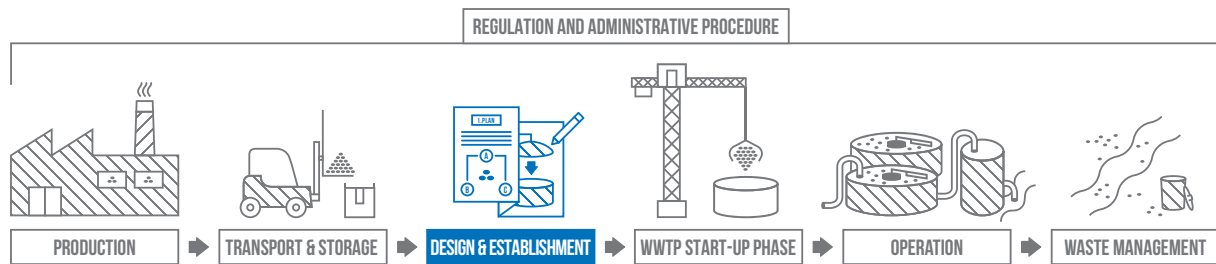 REGULATION AND ADMINISTRATIVE PROCEDURE
1.PLAN
A
B
C
PRODUCTION
TRANSPORT & STORAGE
DESIGN & ESTABLISHMENT
WWTP START-UP PHASE
OPERATION
WASTE MANAGEMENT